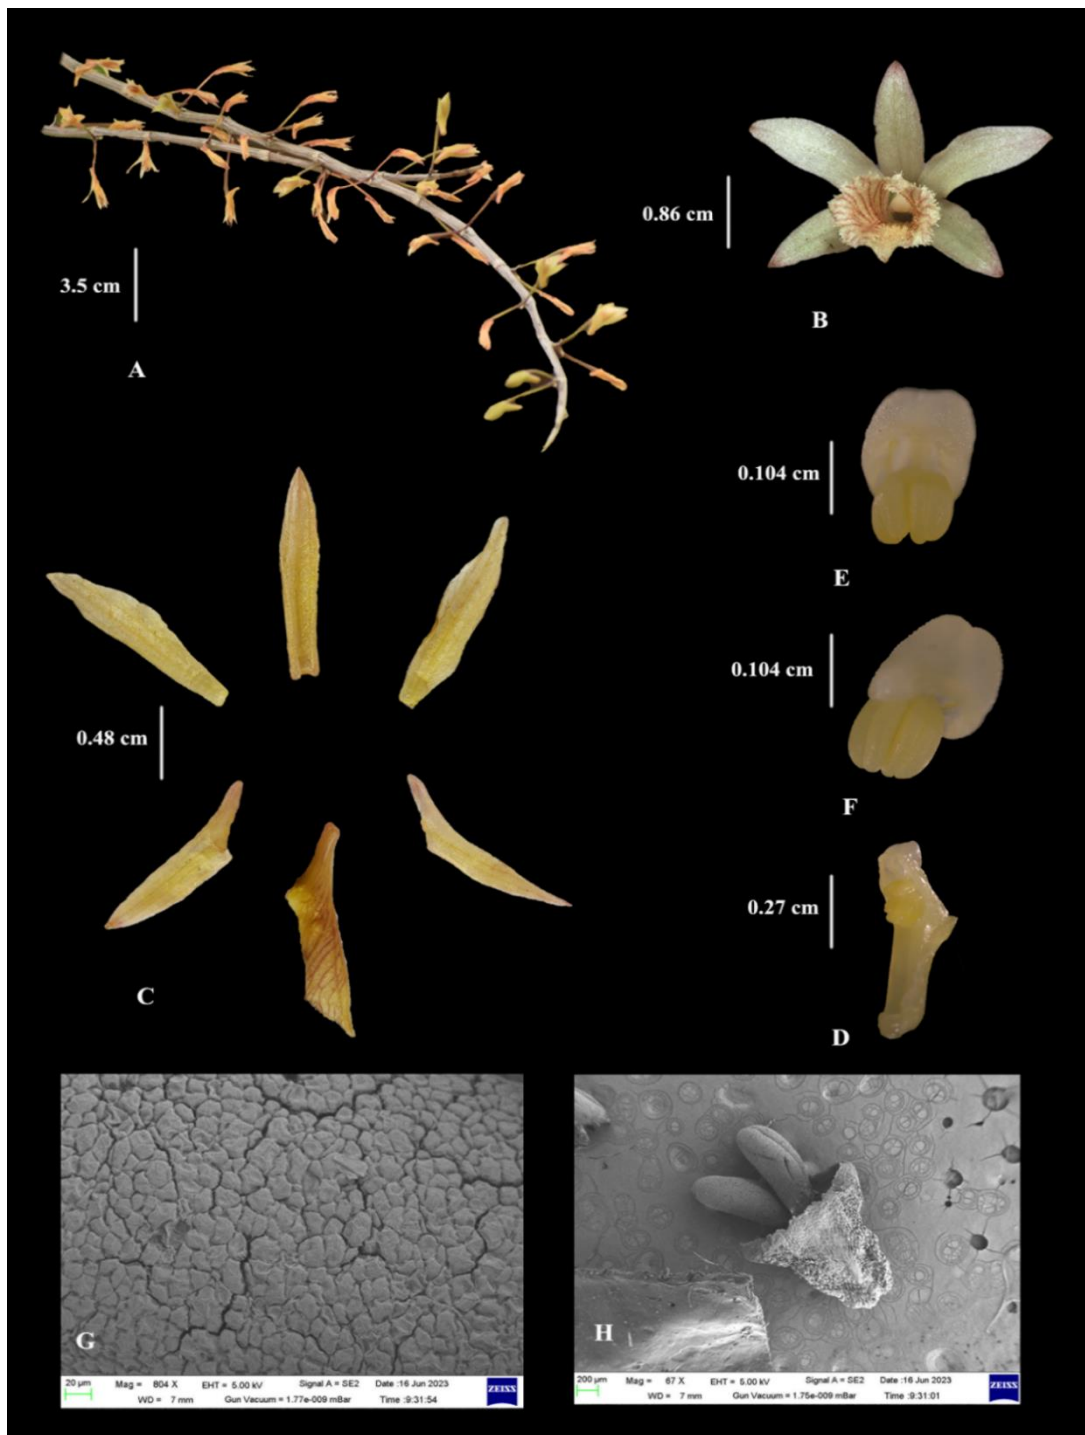 3.5 cm
A
0.86 cm
B
0.104 cm
E
0.104 cm
F
0.48 cm
C
0.27 cm
D
G
20 µm Mag = 804 X EHT = 5.00 kV Signal A = SE2 Date :16 Jun 2023 ZEISS
WD = 7 mm Gun Vacuum = 1.77e-009 mBar Time :9:31:54
H
200 µm Mag = 67 X EHT = 5.00 kV Signal A = SE2 Date :16 Jun 2023 ZEISS
WD = 7 mm Gun Vacuum = 1.75e-009 mBar Time :9:31:01